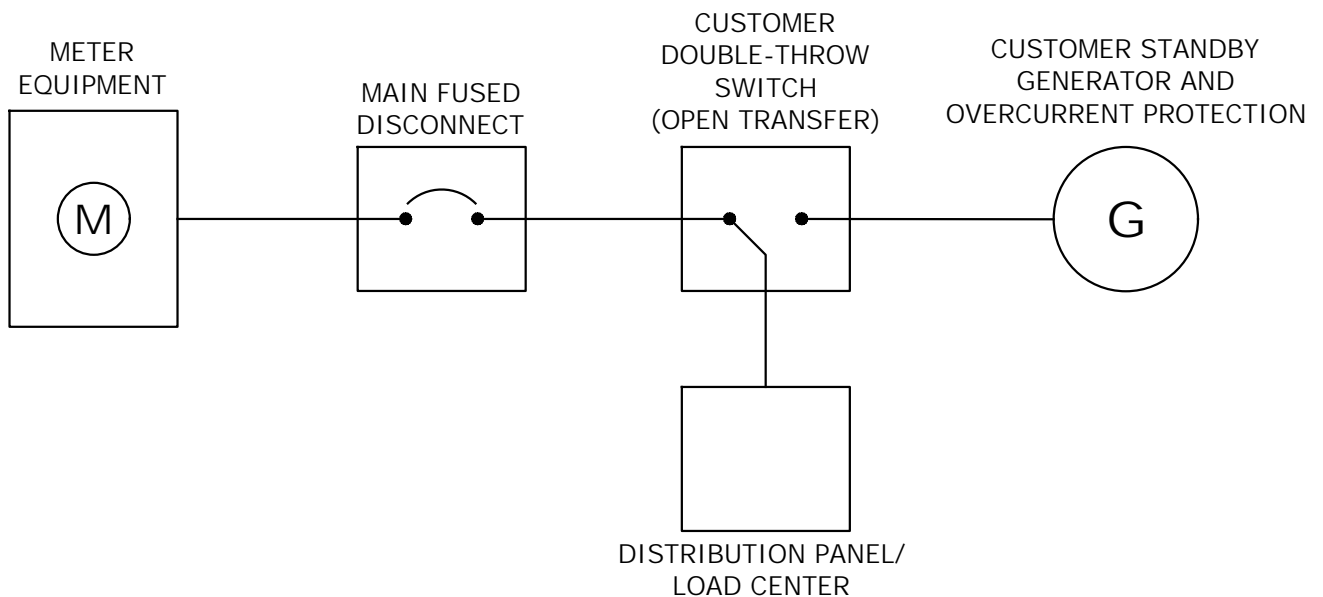 METER
EQUIPMENT
MAIN FUSED
DISCONNECT
CUSTOMER
DOUBLE-THROW
SWITCH
(OPEN TRANSFER)
CUSTOMER STANDBY
GENERATOR AND
OVERCURRENT PROTECTION
M
G
DISTRIBUTION PANEL/
LOAD CENTER